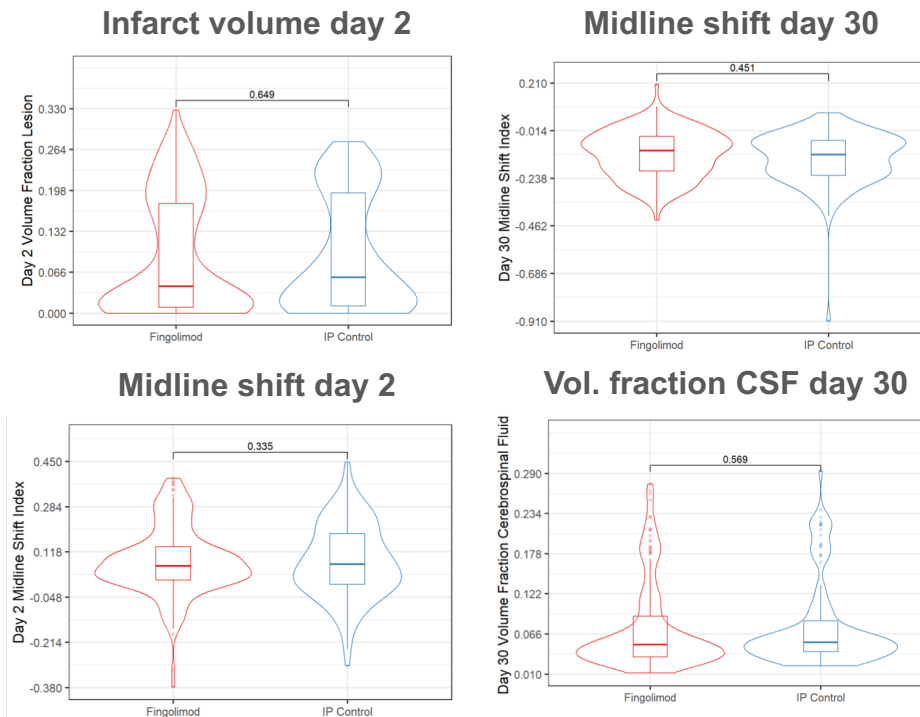 Infarct volume day 2
0.649
0.330
0.264
0.198
0.132
0.066
0.000
Day 2 Volume Fraction Lesion
Fingolimod
IP Control
Midline shift day 30
0.451
0.210
-0.014
-0.238
-0.462
-0.686
-0.910
Day 30 Midline Shift Index
Fingolimod
IP Control
Midline shift day 2
0.335
0.450
0.284
0.118
-0.048
-0.214
-0.380
Day 2 Midline Shift Index
Fingolimod
IP Control
Vol. fraction CSF day 30
0.569
0.290
0.234
0.178
0.122
0.066
0.010
Day 30 Volume Fraction Cerebrospinal Fluid
Fingolimod
IP Control